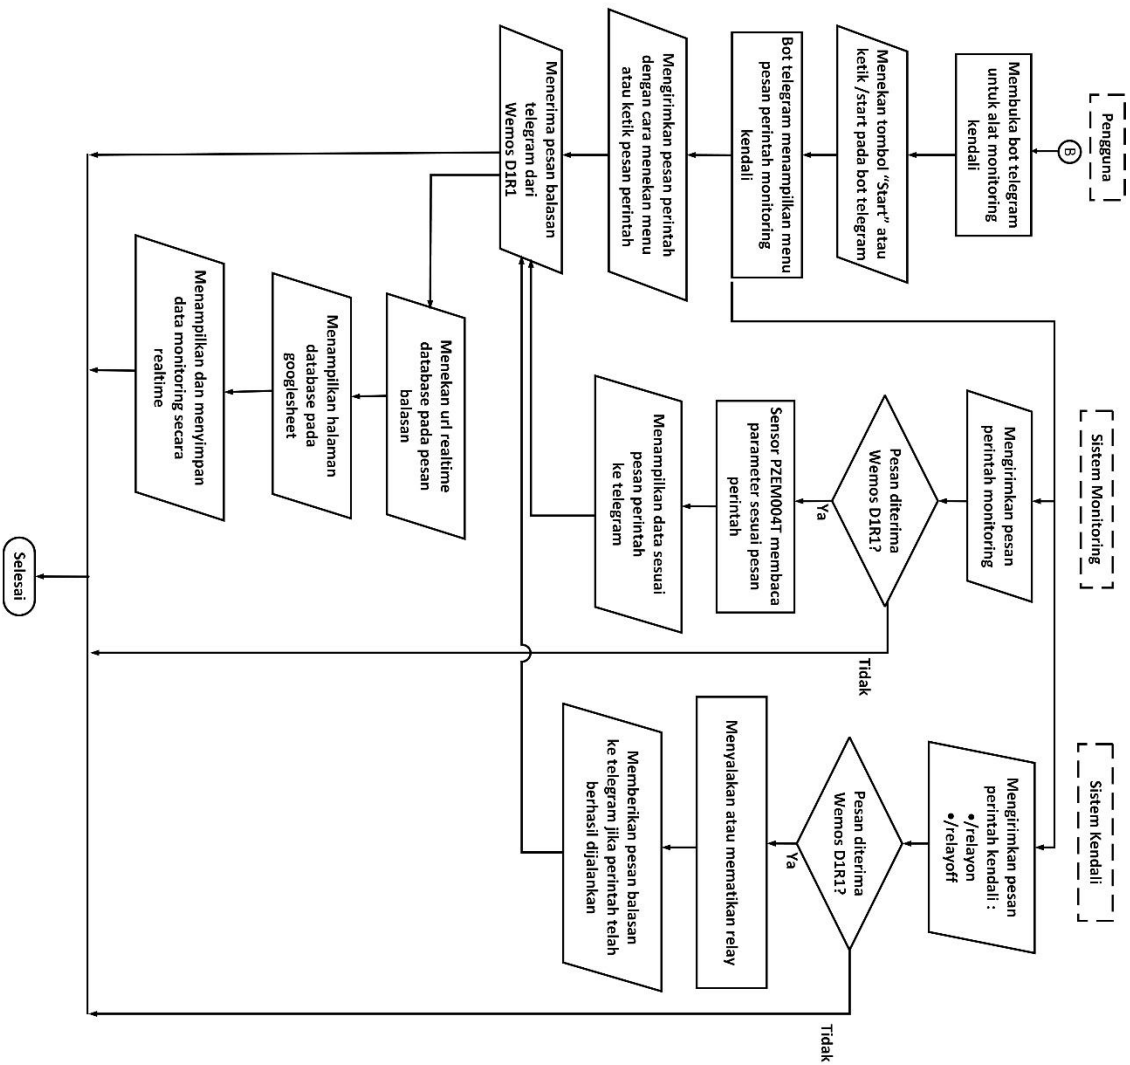 Pengguna
B
Membuka bot telegram
untuk alat monitoring
kendali
Menekan tombol “Start” atau
ketik /start pada bot telegram
Bot telegram menampilkan menu
pesan perintah monitoring
kendali
Mengirimkan pesan perintah
dengan cara menekan menu
atau ketik pesan perintah
Menerima pesan balasan
telegram dari
Wemos D1R1
Menekan url realtime
database pada pesan
balasan
Menampilkan halaman
database pada
googlesheet
Menampilkan dan menyimpan
data monitoring secara
realtime
Sistem Monitoring
Mengirimkan pesan
perintah monitoring
Pesan diterima
Wemos D1R1?
Ya
Tidak
Sensor PZEM004T membaca
parameter sesuai pesan
perintah
Menampilkan data sesuai
pesan perintah
ke telegram
Sistem Kendali
Mengirimkan pesan
perintah kendali :
•/relayon
•/relayoff
Pesan diterima
Wemos D1R1?
Ya
Tidak
Menyalakan atau mematikan relay
Memberikan pesan balasan
ke telegram jika perintah telah
berhasil dijalankan
Selesai